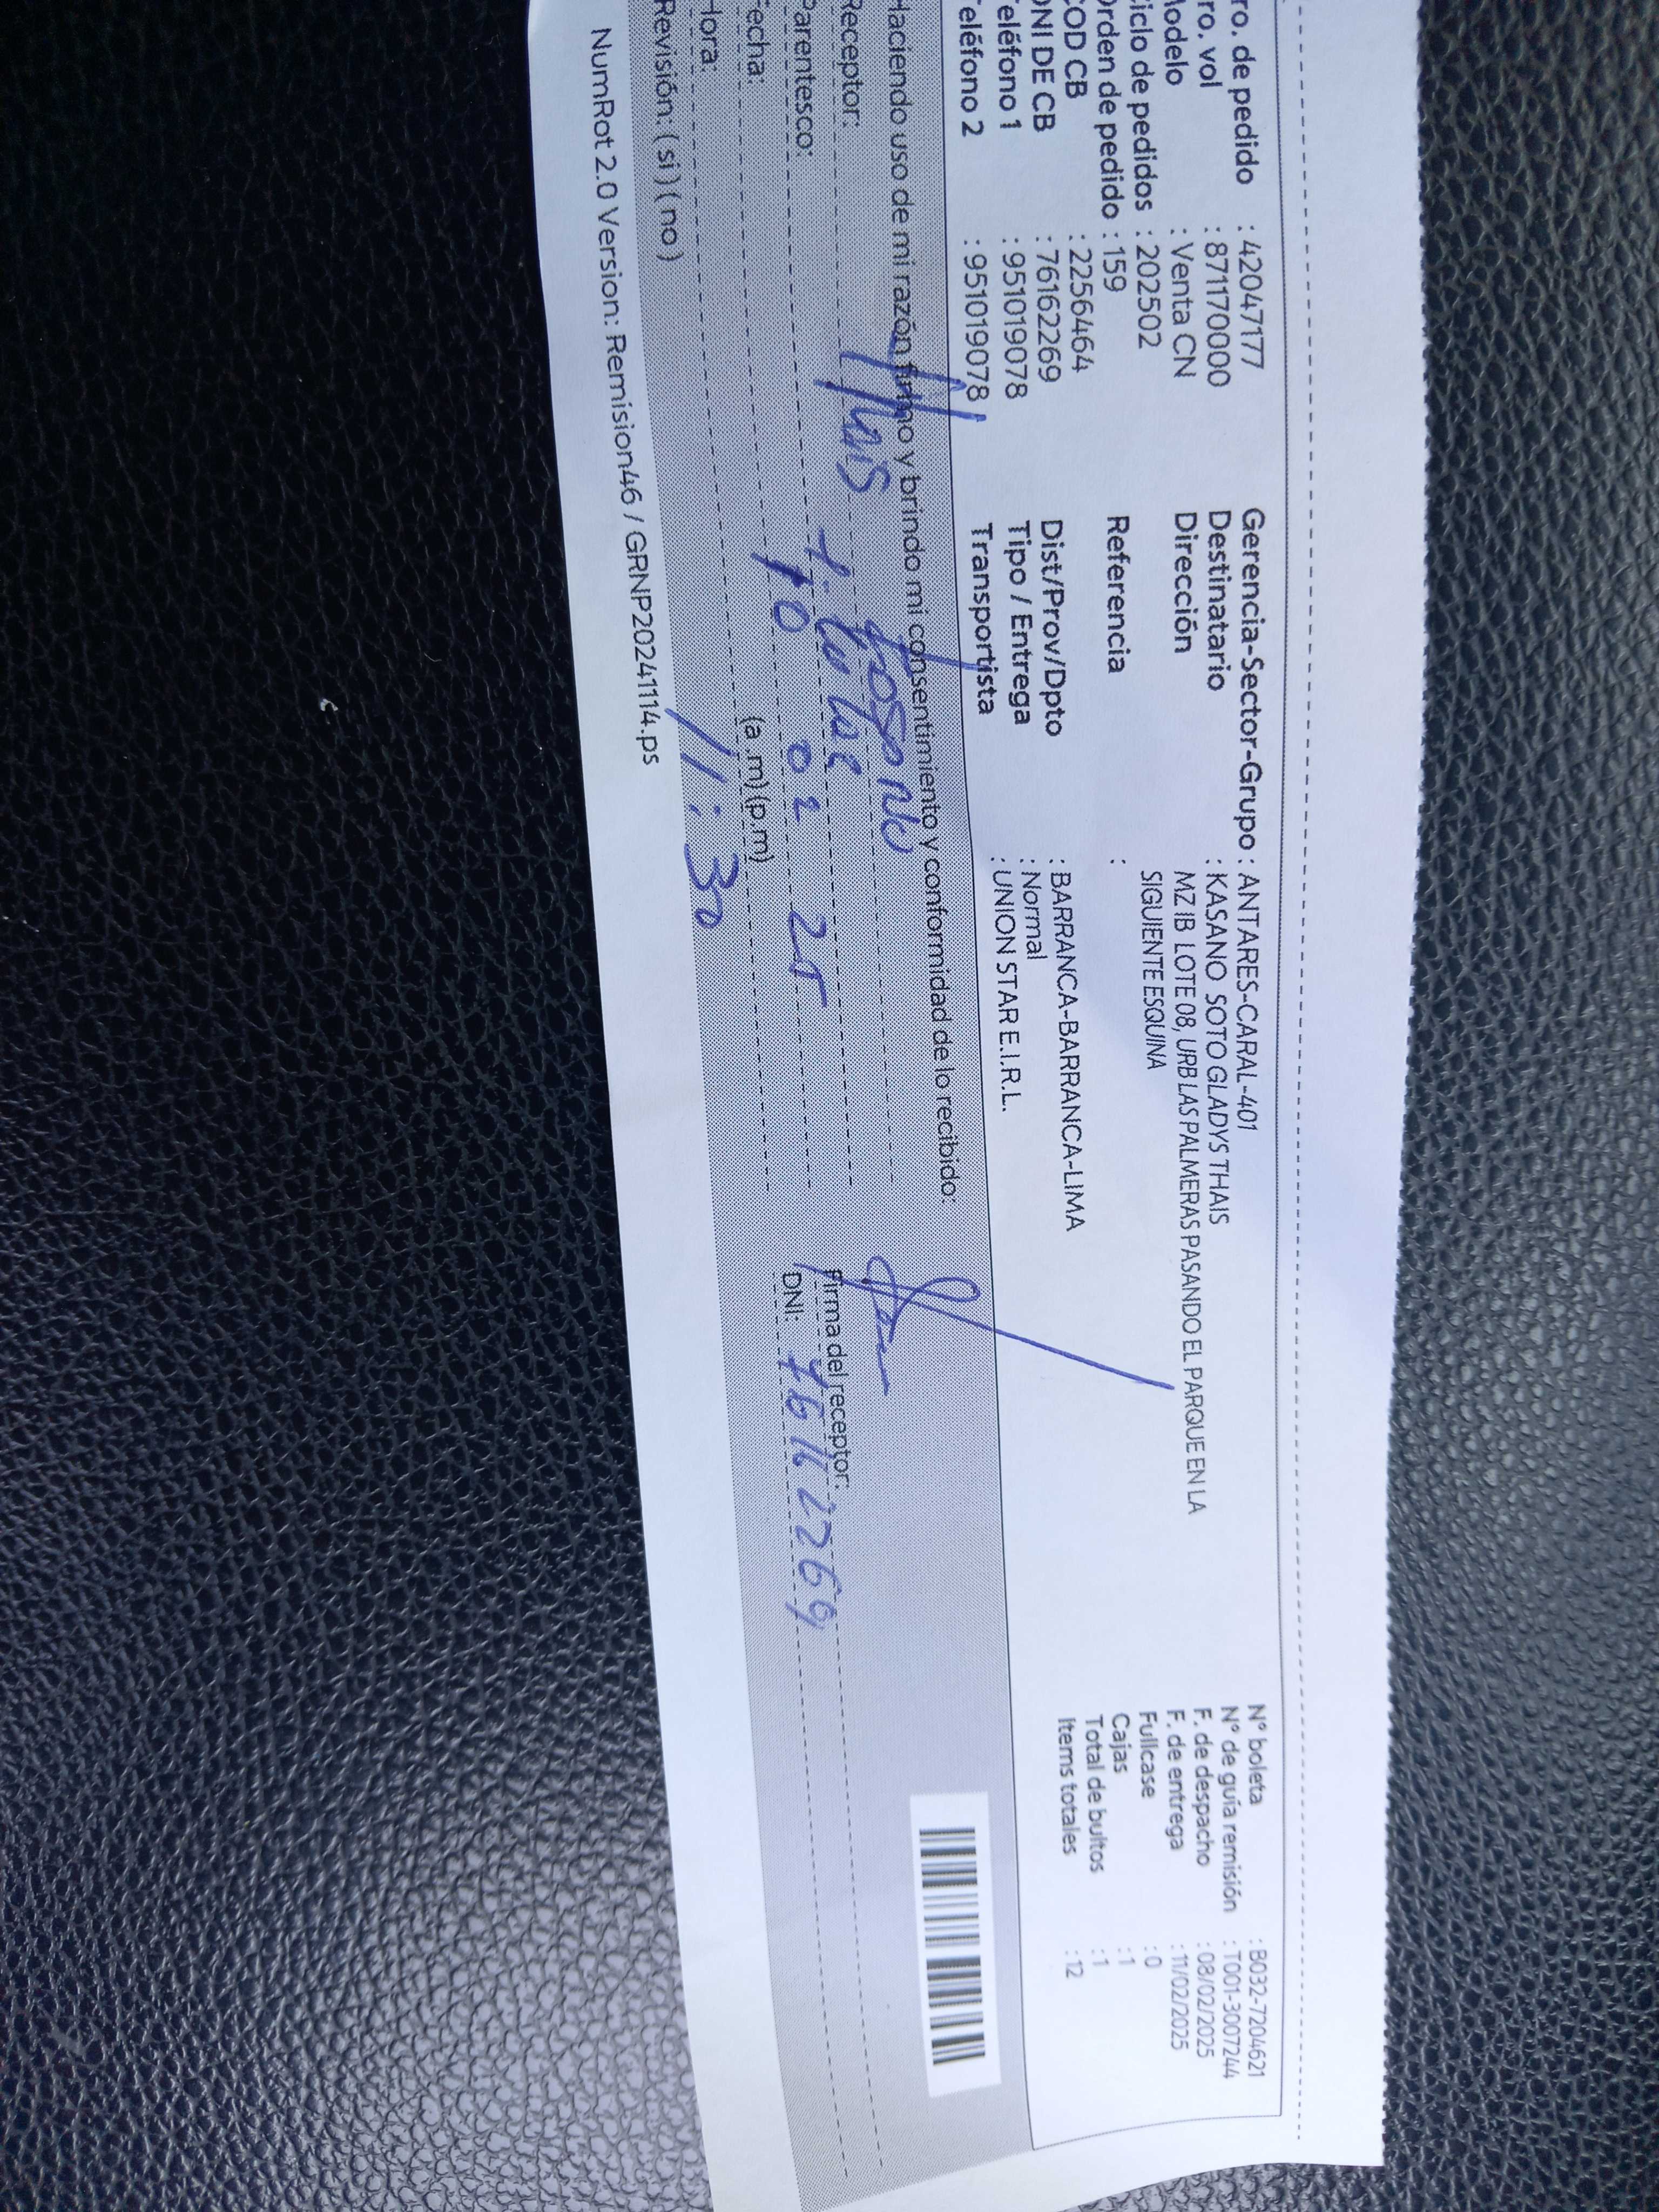 ro. de pedido : 42047177
ro. vol : 871170000
Modelo : Venta CN
iclo de pedidos : 202502
Orden de pedido : 159
COD CB : 2256464
DNI DE CB : 76162269
eléfono 1 : 951019078
eléfono 2 : 951019078
Gerencia-Sector-Grupo : ANTARES-CARAL-401
Destinatario : KASANO SOTO GLADYS THAIS
Dirección MZ IB LOTE 08, URB LAS PALMERAS PASANDO EL PARQUE EN LA
SIGUIENTE ESQUINA
Referencia :
Dist/Prov/Dpto : BARRANCA-BARRANCA-LIMA
Tipo / Entrega : Normal
Transportista : UNION STAR E.I.R.L.
N° boleta : B032-7204621
N° de guía remisión : T001-3007244
F. de despacho : 08/02/2025
F. de entrega : 11/02/2025
Fullcase : 0
Cajas : 1
Total de bultos : 1
Items totales : 12
Haciendo uso de mi razón firmo y brindo mi consentimiento y conformidad de lo recibido:
Receptor:
Parentesco:
Fecha: 10 02 25
Hora: (a.m) (p.m) 11:30
Revisión: ( si ) ( no )
Firma del receptor:
DNI: 76162269
NumRot 2.0 Version: Remision46 / GRNP20241114.ps